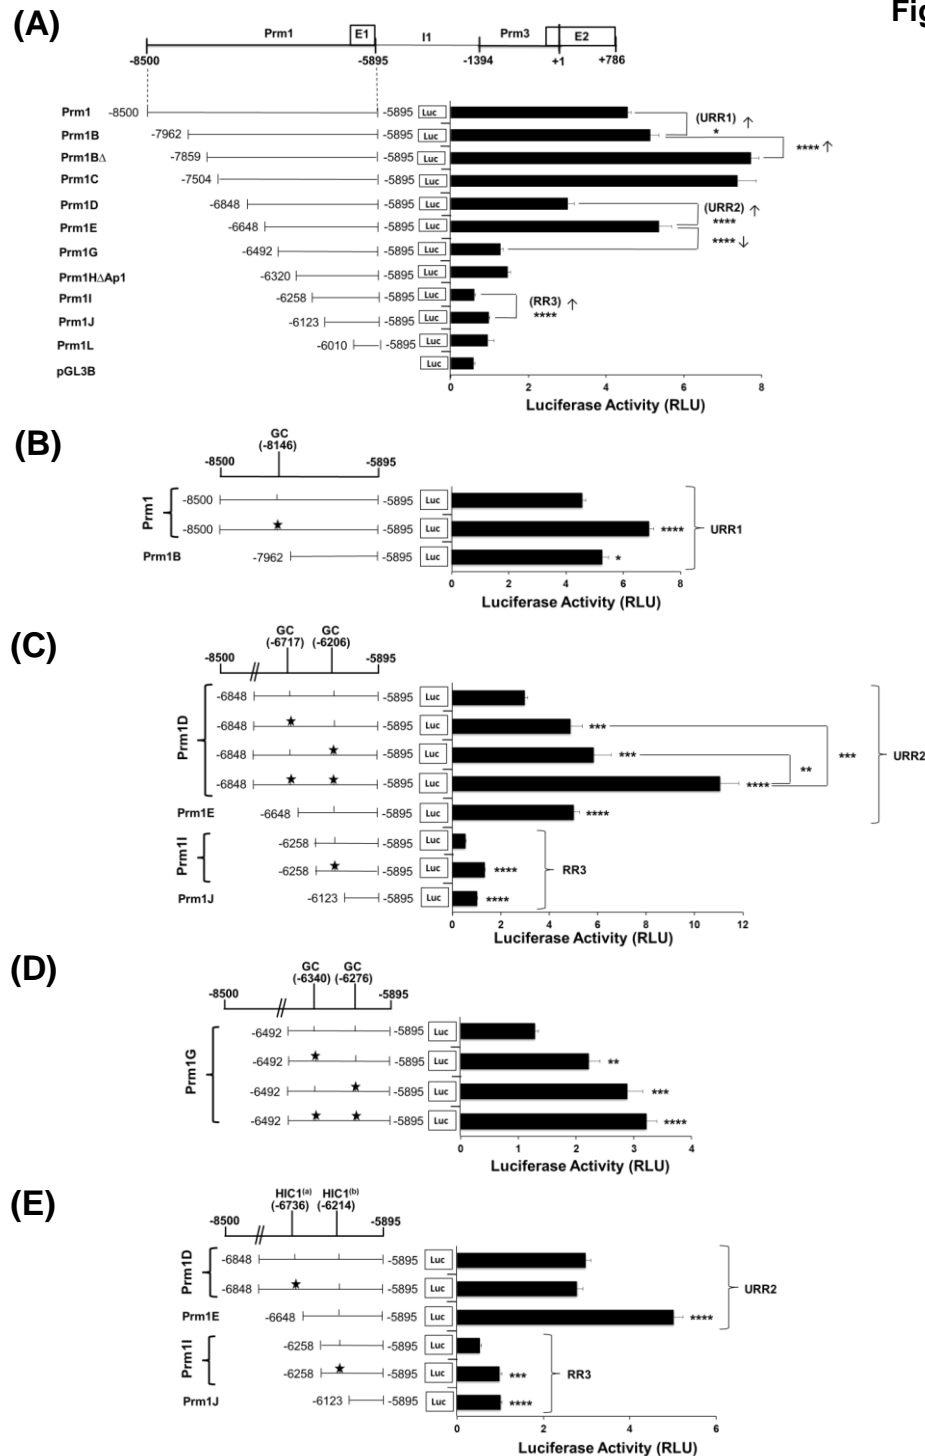 Fig
(A)
Prm1 E1 I1 Prm3 E2
-8500 -5895 -1394 +1 +786
Prm1 -8500 -5895 Luc (URR1) ↑
Prm1B -7962 -5895 Luc *
**** ↑
Prm1BΔ -7859 -5895 Luc
Prm1C -7504 -5895 Luc
Prm1D -6848 -5895 Luc (URR2) ↑
Prm1E -6648 -5895 Luc ****
**** ↓
Prm1G -6492 -5895 Luc
Prm1HΔAp1 -6320 -5895 Luc
Prm1I -6258 -5895 Luc (RR3) ↑
Prm1J -6123 -5895 Luc ****
Prm1L -6010 -5895 Luc
pGL3B Luc
0 2 4 6 8
Luciferase Activity (RLU)
(B)
GC
(-8146)
-8500 -5895
Prm1
-8500 -5895 Luc
-8500 ★ -5895 Luc **** URR1
Prm1B -7962 -5895 Luc *
0 2 4 6 8
Luciferase Activity (RLU)
(C)
GC GC
(-6717) (-6206)
-8500 -5895
Prm1D
-6848 -5895 Luc
-6848 ★ -5895 Luc ***
-6848 ★ -5895 Luc *** ** *** URR2
-6848 ★ ★ -5895 Luc ****
Prm1E -6648 -5895 Luc ****
Prm1I
-6258 -5895 Luc
-6258 ★ -5895 Luc **** RR3
Prm1J -6123 -5895 Luc ****
0 2 4 6 8 10 12
Luciferase Activity (RLU)
(D)
GC GC
(-6340) (-6276)
-8500 -5895
Prm1G
-6492 -5895 Luc
-6492 ★ -5895 Luc **
-6492 ★ -5895 Luc ***
-6492 ★ ★ -5895 Luc ****
0 1 2 3 4
Luciferase Activity (RLU)
(E)
HIC1(a) HIC1(b)
(-6736) (-6214)
-8500 -5895
Prm1D
-6848 -5895 Luc
-6848 ★ -5895 Luc URR2
Prm1E -6648 -5895 Luc ****
Prm1I
-6258 -5895 Luc
-6258 ★ -5895 Luc *** RR3
Prm1J -6123 -5895 Luc ****
0 2 4 6
Luciferase Activity (RLU)